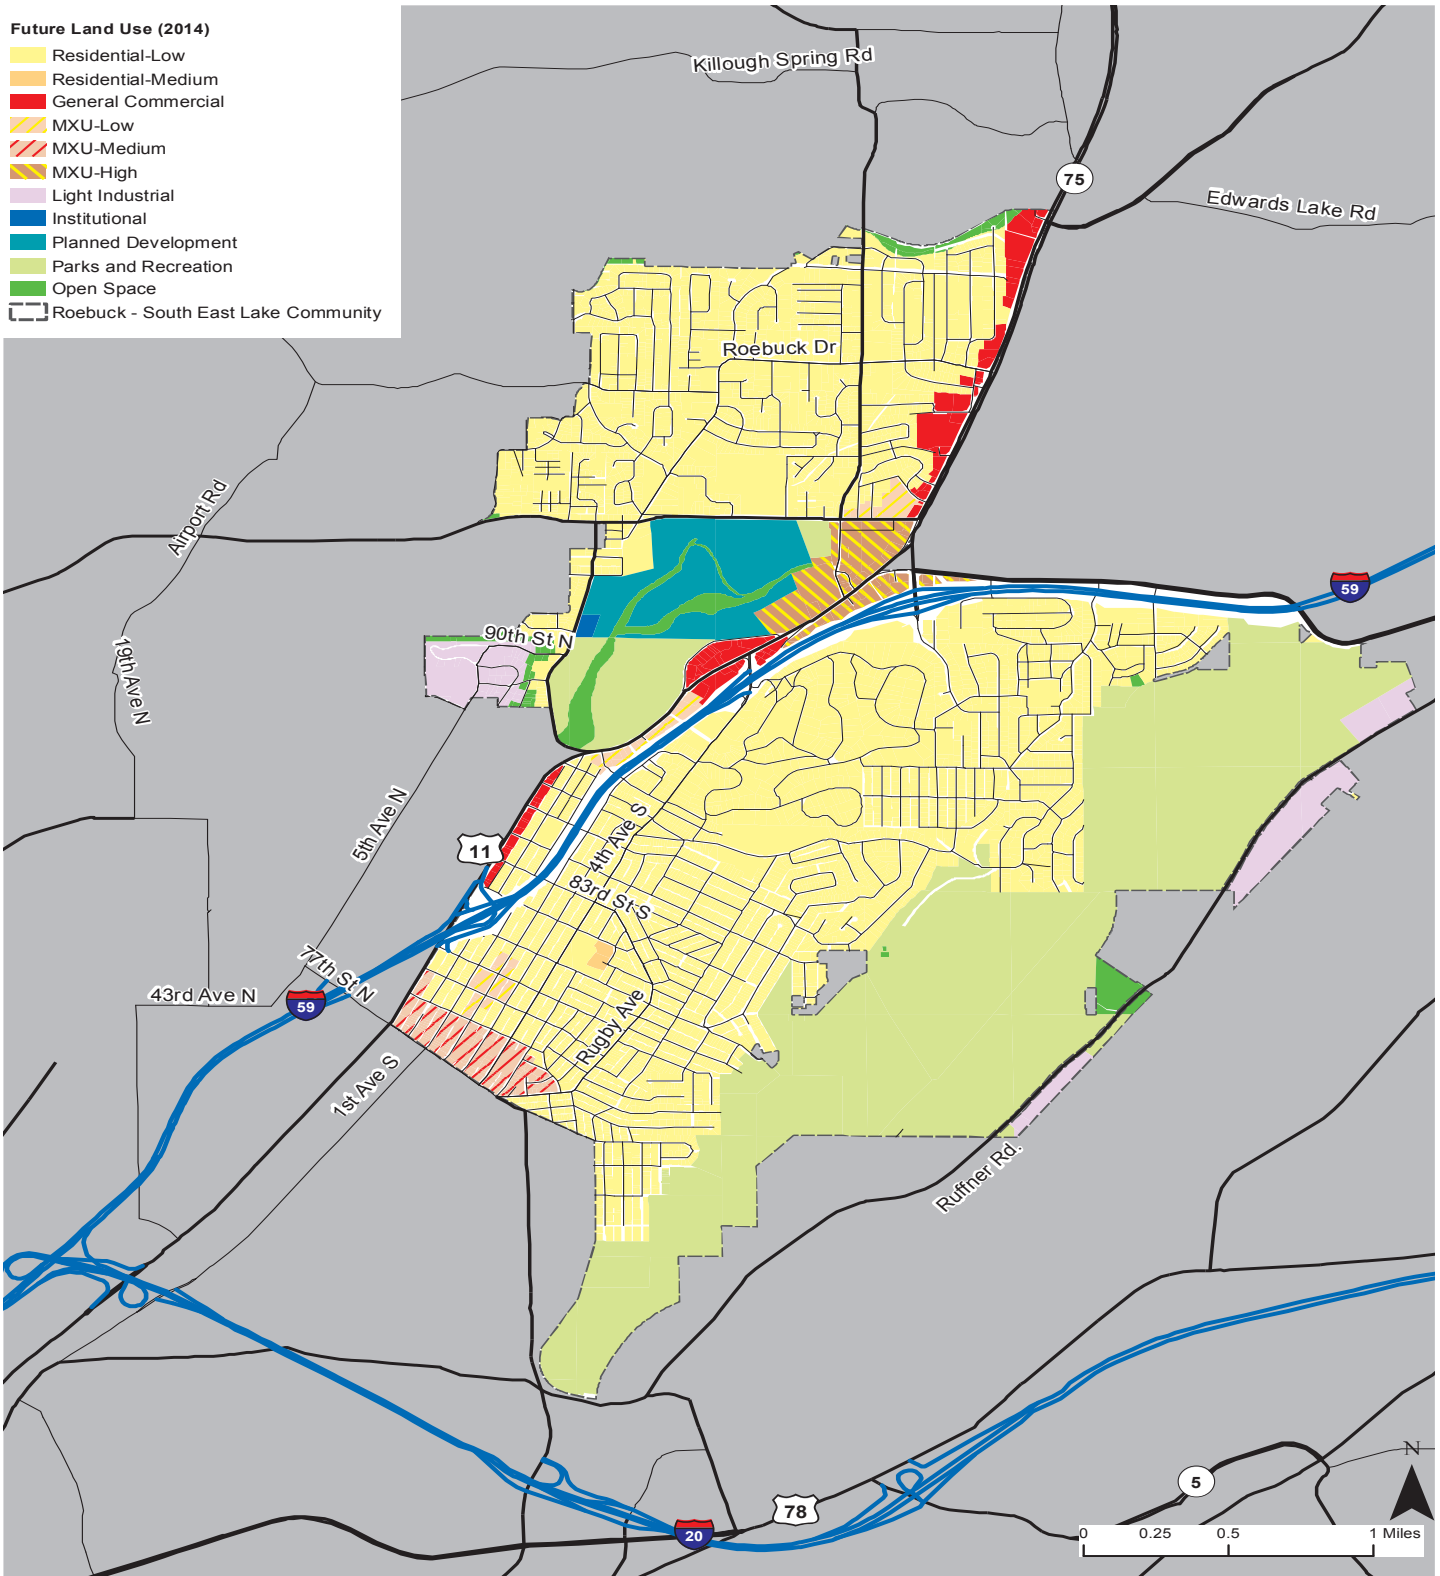 Future Land Use (2014)
Residential-Low
Residential-Medium
General Commercial
MXU-Low
MXU-Medium
MXU-High
Light Industrial
Institutional
Planned Development
Parks and Recreation
Open Space
Roebuck - South East Lake Community
Killough Spring Rd
75
Edwards Lake Rd
Roebuck Dr
Airport Rd
59
90th St N
19th Ave N
5th Ave N
11
4th Ave S
83rd St S
77th St N
43rd Ave N
59
Rugby Ave
1st Ave S
Ruffner Rd.
N
5
78
20
0 0.25 0.5 1 Miles